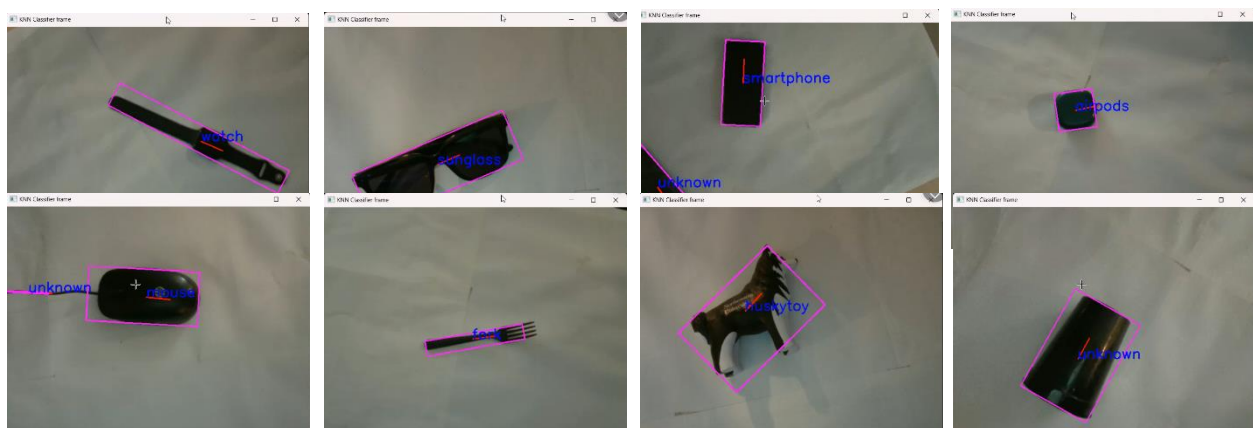 KNN Classifier frame
watch
KNN Classifier frame
sunglass
KNN Classifier frame
smartphone
unknown
KNN Classifier frame
airpods
KNN Classifier frame
unknown
mouse
KNN Classifier frame
fork
KNN Classifier frame
huskytoy
KNN Classifier frame
unknown